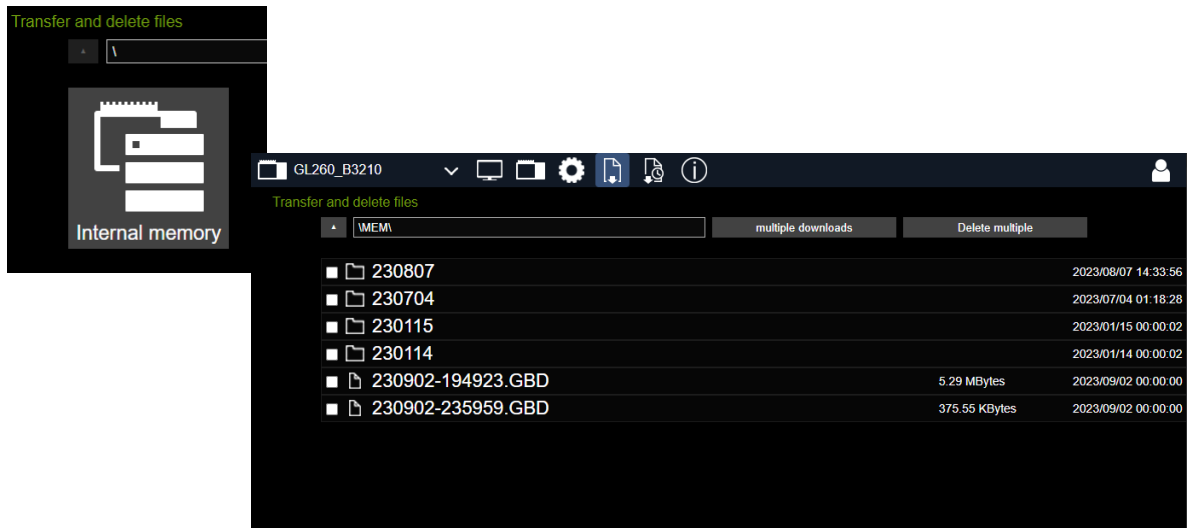 Transfer and delete files
\
Internal memory
GL260_B3210
Transfer and delete files
\MEM\ multiple downloads Delete multiple
230807 2023/08/07 14:33:56
230704 2023/07/04 01:18:28
230115 2023/01/15 00:00:02
230114 2023/01/14 00:00:02
230902-194923.GBD 5.29 MBytes 2023/09/02 00:00:00
230902-235959.GBD 375.55 KBytes 2023/09/02 00:00:00